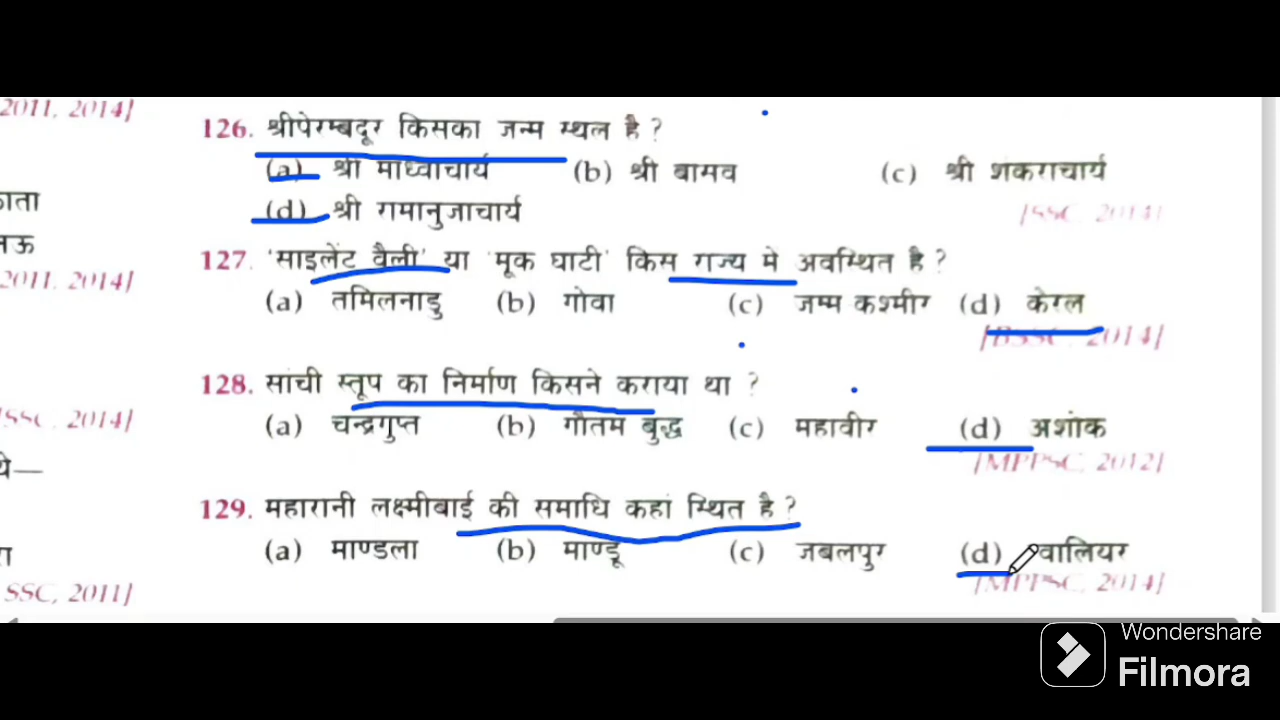 2011, 2014]
126. श्रीपेरम्बदूर किसका जन्म स्थल है ?
(a) श्री माध्वाचार्य (b) श्री बामव (c) श्री शंकराचार्य
(d) श्री रामानुजाचार्य [SSC, 2014]
127. 'साइलेंट वैली' या 'मूक घाटी' किस राज्य मे अवस्थित है ?
2011, 2014]
(a) तमिलनाडु (b) गोवा (c) जम्म कश्मीर (d) केरल
[BSSC, 2014]
128. सांची स्तूप का निर्माण किसने कराया था ?
SSC, 2014]
(a) चन्द्रगुप्त (b) गौतम बुद्ध (c) महावीर (d) अशोक
[MPPSC, 2012]
129. महारानी लक्ष्मीबाई की समाधि कहां स्थित है ?
(a) माण्डला (b) माण्डू (c) जबलपुर (d) वालियर
SSC, 2011] [MPPSC, 2014]
Wondershare
Filmora